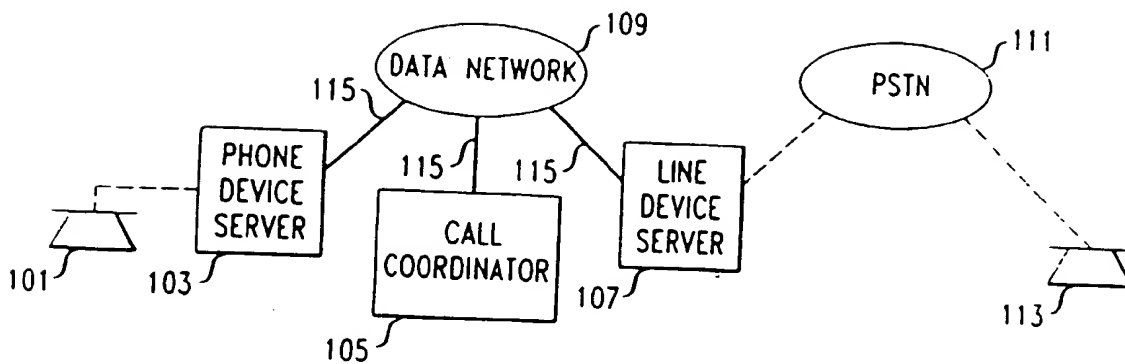 109
DATA NETWORK
111
PSTN
115
115
115
PHONE
DEVICE
SERVER
LINE
DEVICE
SERVER
CALL
COORDINATOR
101
103
105
107
113